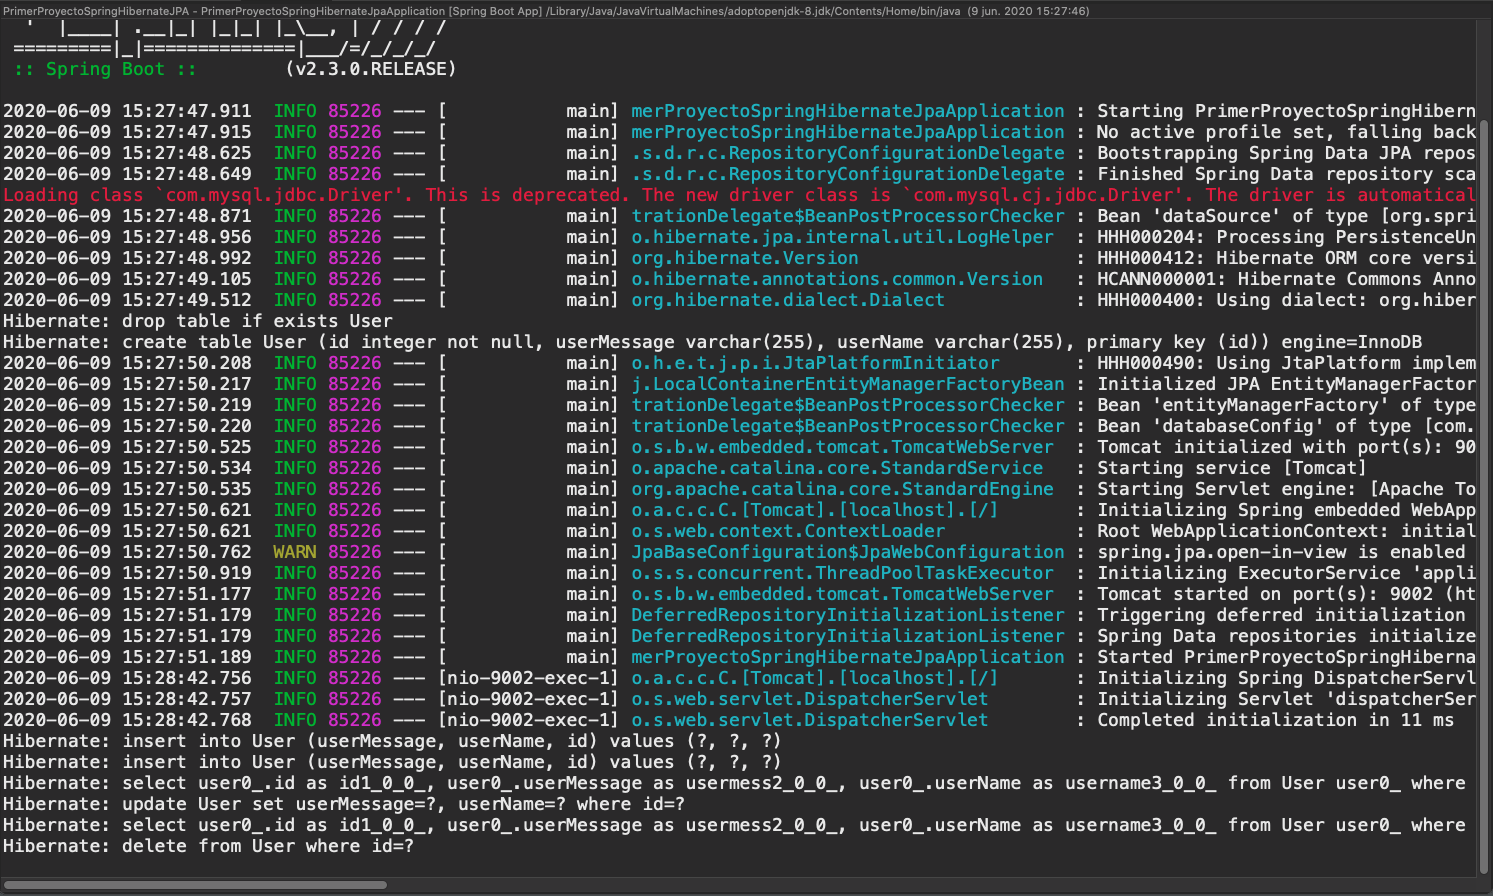 PrimerProyectoSpringHibernateJPA - PrimerProyectoSpringHibernateJpaApplication [Spring Boot App] /Library/Java/JavaVirtualMachines/adoptopenjdk-8.jdk/Contents/Home/bin/java  (9 jun. 2020 15:27:46)
  '  |____| .__|_| |_|_| |_\__, | / / / /
 =========|_|==============|___/=/_/_/_/
 :: Spring Boot ::        (v2.3.0.RELEASE)
2020-06-09 15:27:47.911  INFO 85226 --- [           main] merProyectoSpringHibernateJpaApplication : Starting PrimerProyectoSpringHibern
2020-06-09 15:27:47.915  INFO 85226 --- [           main] merProyectoSpringHibernateJpaApplication : No active profile set, falling back
2020-06-09 15:27:48.625  INFO 85226 --- [           main] .s.d.r.c.RepositoryConfigurationDelegate : Bootstrapping Spring Data JPA repos
2020-06-09 15:27:48.649  INFO 85226 --- [           main] .s.d.r.c.RepositoryConfigurationDelegate : Finished Spring Data repository sca
Loading class `com.mysql.jdbc.Driver'. This is deprecated. The new driver class is `com.mysql.cj.jdbc.Driver'. The driver is automatical
2020-06-09 15:27:48.871  INFO 85226 --- [           main] trationDelegate$BeanPostProcessorChecker : Bean 'dataSource' of type [org.spri
2020-06-09 15:27:48.956  INFO 85226 --- [           main] o.hibernate.jpa.internal.util.LogHelper  : HHH000204: Processing PersistenceUn
2020-06-09 15:27:48.992  INFO 85226 --- [           main] org.hibernate.Version                    : HHH000412: Hibernate ORM core versi
2020-06-09 15:27:49.105  INFO 85226 --- [           main] o.hibernate.annotations.common.Version   : HCANN000001: Hibernate Commons Anno
2020-06-09 15:27:49.512  INFO 85226 --- [           main] org.hibernate.dialect.Dialect            : HHH000400: Using dialect: org.hiber
Hibernate: drop table if exists User
Hibernate: create table User (id integer not null, userMessage varchar(255), userName varchar(255), primary key (id)) engine=InnoDB
2020-06-09 15:27:50.208  INFO 85226 --- [           main] o.h.e.t.j.p.i.JtaPlatformInitiator       : HHH000490: Using JtaPlatform implem
2020-06-09 15:27:50.217  INFO 85226 --- [           main] j.LocalContainerEntityManagerFactoryBean : Initialized JPA EntityManagerFactor
2020-06-09 15:27:50.219  INFO 85226 --- [           main] trationDelegate$BeanPostProcessorChecker : Bean 'entityManagerFactory' of type
2020-06-09 15:27:50.220  INFO 85226 --- [           main] trationDelegate$BeanPostProcessorChecker : Bean 'databaseConfig' of type [com.
2020-06-09 15:27:50.525  INFO 85226 --- [           main] o.s.b.w.embedded.tomcat.TomcatWebServer  : Tomcat initialized with port(s): 90
2020-06-09 15:27:50.534  INFO 85226 --- [           main] o.apache.catalina.core.StandardService   : Starting service [Tomcat]
2020-06-09 15:27:50.535  INFO 85226 --- [           main] org.apache.catalina.core.StandardEngine  : Starting Servlet engine: [Apache To
2020-06-09 15:27:50.621  INFO 85226 --- [           main] o.a.c.c.C.[Tomcat].[localhost].[/]       : Initializing Spring embedded WebApp
2020-06-09 15:27:50.621  INFO 85226 --- [           main] o.s.web.context.ContextLoader            : Root WebApplicationContext: initial
2020-06-09 15:27:50.762  WARN 85226 --- [           main] JpaBaseConfiguration$JpaWebConfiguration : spring.jpa.open-in-view is enabled
2020-06-09 15:27:50.919  INFO 85226 --- [           main] o.s.s.concurrent.ThreadPoolTaskExecutor  : Initializing ExecutorService 'appli
2020-06-09 15:27:51.177  INFO 85226 --- [           main] o.s.b.w.embedded.tomcat.TomcatWebServer  : Tomcat started on port(s): 9002 (ht
2020-06-09 15:27:51.179  INFO 85226 --- [           main] DeferredRepositoryInitializationListener : Triggering deferred initialization
2020-06-09 15:27:51.179  INFO 85226 --- [           main] DeferredRepositoryInitializationListener : Spring Data repositories initialize
2020-06-09 15:27:51.189  INFO 85226 --- [           main] merProyectoSpringHibernateJpaApplication : Started PrimerProyectoSpringHiberna
2020-06-09 15:28:42.756  INFO 85226 --- [nio-9002-exec-1] o.a.c.c.C.[Tomcat].[localhost].[/]       : Initializing Spring DispatcherServl
2020-06-09 15:28:42.757  INFO 85226 --- [nio-9002-exec-1] o.s.web.servlet.DispatcherServlet        : Initializing Servlet 'dispatcherSer
2020-06-09 15:28:42.768  INFO 85226 --- [nio-9002-exec-1] o.s.web.servlet.DispatcherServlet        : Completed initialization in 11 ms
Hibernate: insert into User (userMessage, userName, id) values (?, ?, ?)
Hibernate: insert into User (userMessage, userName, id) values (?, ?, ?)
Hibernate: select user0_.id as id1_0_0_, user0_.userMessage as usermess2_0_0_, user0_.userName as username3_0_0_ from User user0_ where
Hibernate: update User set userMessage=?, userName=? where id=?
Hibernate: select user0_.id as id1_0_0_, user0_.userMessage as usermess2_0_0_, user0_.userName as username3_0_0_ from User user0_ where
Hibernate: delete from User where id=?